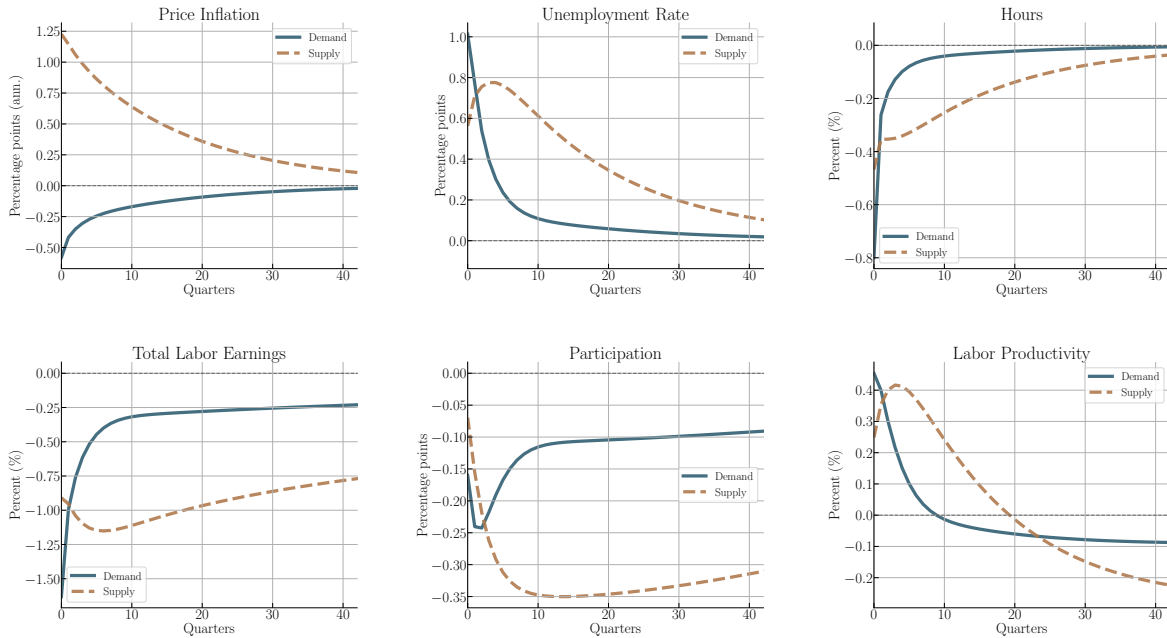 Price Inflation
Percentage points (ann.)
1.25
1.00
0.75
0.50
0.25
0.00
−0.25
−0.50
Demand
Supply
0 10 20 30 40
Quarters
Unemployment Rate
Percentage points
1.0
0.8
0.6
0.4
0.2
0.0
Demand
Supply
0 10 20 30 40
Quarters
Hours
Percent (%)
0.0
−0.2
−0.4
−0.6
−0.8
Demand
Supply
0 10 20 30 40
Quarters
Total Labor Earnings
Percent (%)
0.00
−0.25
−0.50
−0.75
−1.00
−1.25
−1.50
Demand
Supply
0 10 20 30 40
Quarters
Participation
Percentage points
0.00
−0.05
−0.10
−0.15
−0.20
−0.25
−0.30
−0.35
Demand
Supply
0 10 20 30 40
Quarters
Labor Productivity
Percent (%)
0.4
0.3
0.2
0.1
0.0
−0.1
−0.2
Demand
Supply
0 10 20 30 40
Quarters